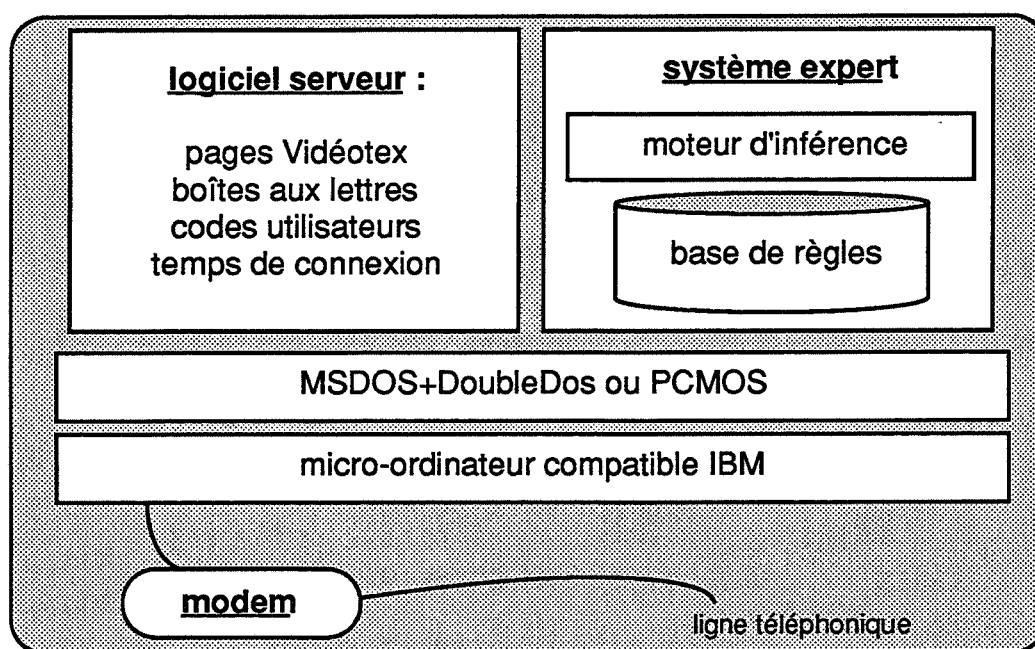 logiciel serveur :
pages Vidéotex
boîtes aux lettres
codes utilisateurs
temps de connexion
système expert
moteur d'inférence
base de règles
MSDOS+DoubleDos ou PCMOS
micro-ordinateur compatible IBM
modem
ligne téléphonique